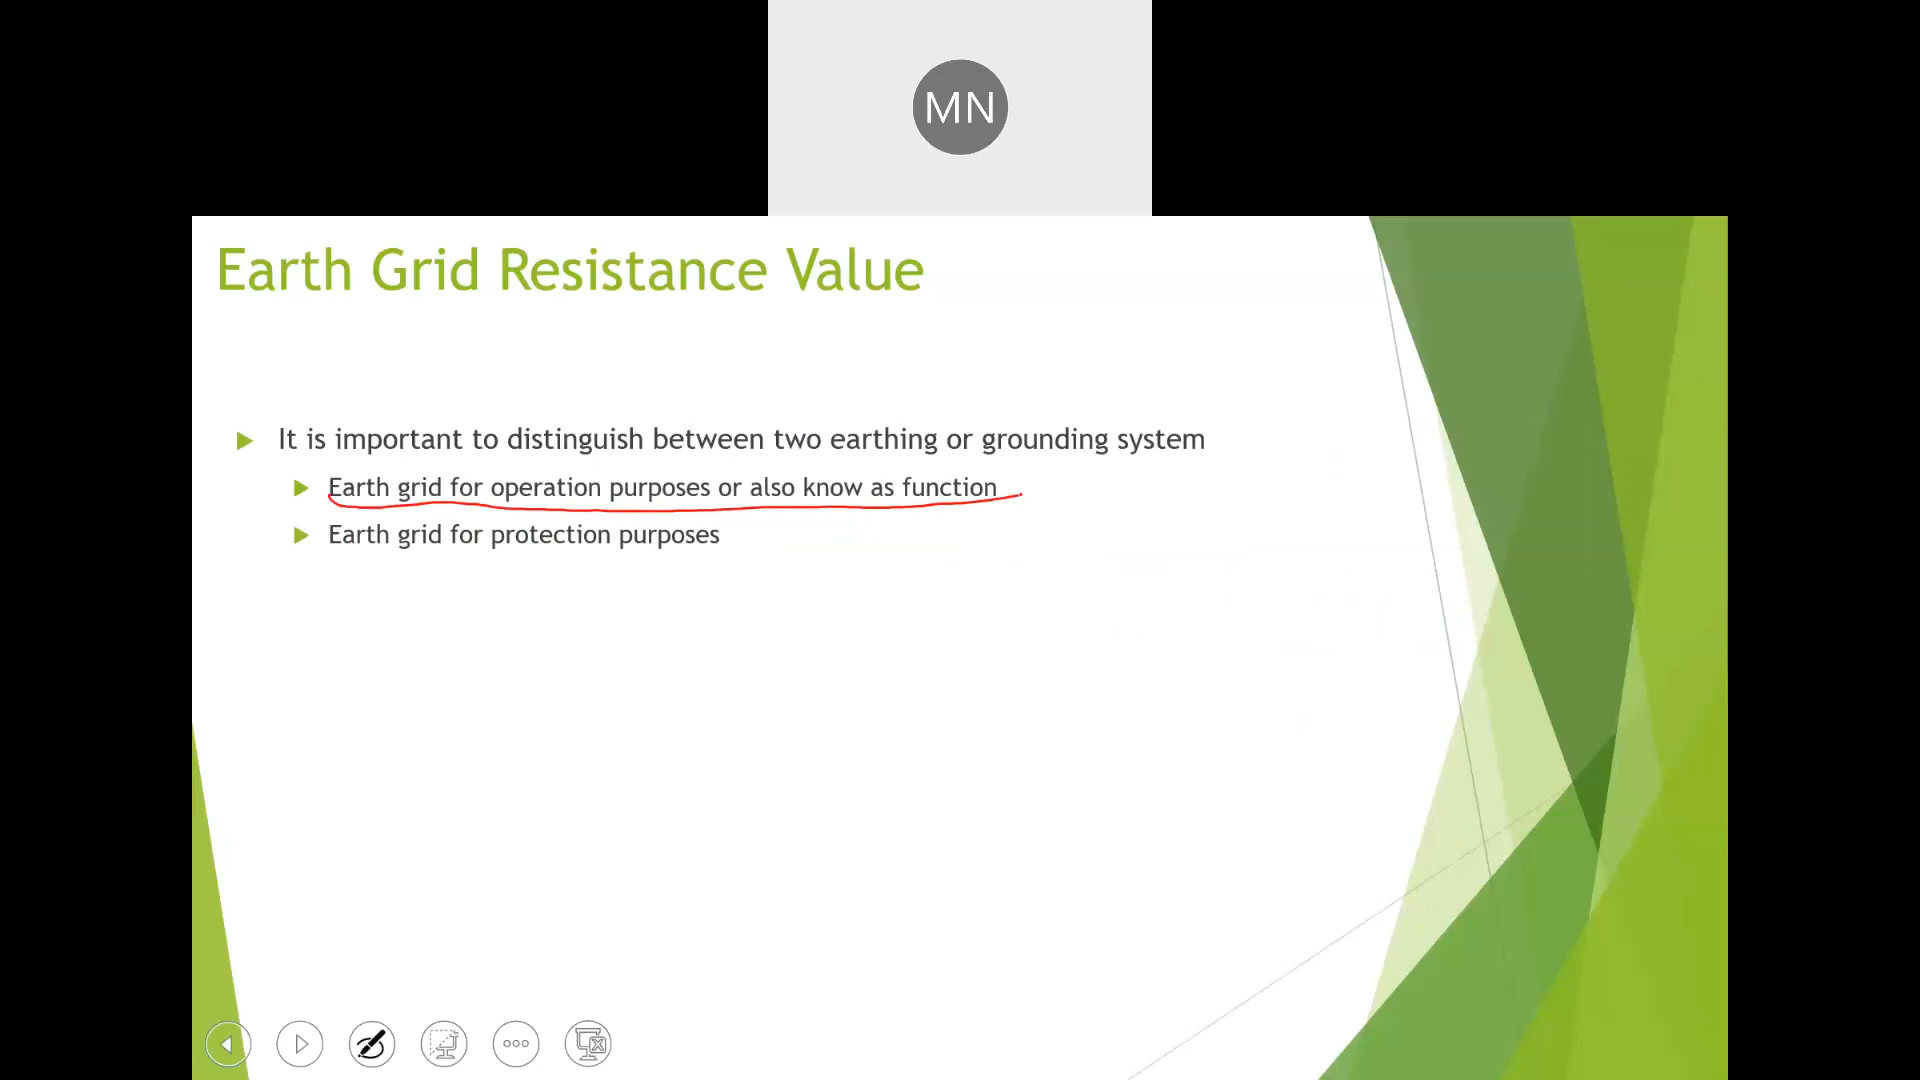 MN
Earth Grid Resistance Value
It is important to distinguish between two earthing or grounding system
Earth grid for operation purposes or also know as function
Earth grid for protection purposes